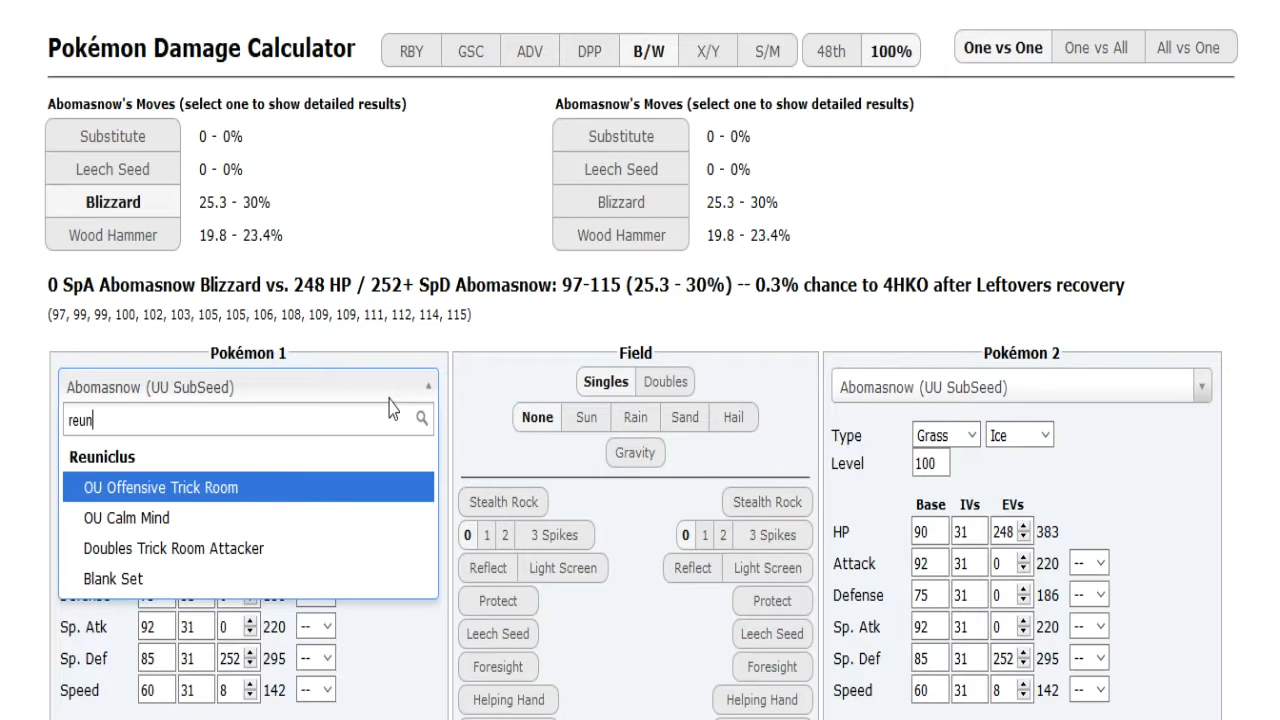 Pokémon Damage Calculator RBY GSC ADV DPP B/W X/Y S/M 48th 100% One vs One One vs All All vs One
Abomasnow's Moves (select one to show detailed results) Abomasnow's Moves (select one to show detailed results)
Substitute 0 - 0% Substitute 0 - 0%
Leech Seed 0 - 0% Leech Seed 0 - 0%
Blizzard 25.3 - 30% Blizzard 25.3 - 30%
Wood Hammer 19.8 - 23.4% Wood Hammer 19.8 - 23.4%
0 SpA Abomasnow Blizzard vs. 248 HP / 252+ SpD Abomasnow: 97-115 (25.3 - 30%) -- 0.3% chance to 4HKO after Leftovers recovery
(97, 99, 99, 100, 102, 103, 105, 105, 106, 108, 109, 109, 111, 112, 114, 115)
Pokémon 1
Abomasnow (UU SubSeed)
reun
Reuniclus
OU Offensive Trick Room
OU Calm Mind
Doubles Trick Room Attacker
Blank Set
Sp. Atk 92 31 0 220 --
Sp. Def 85 31 252 295 --
Speed 60 31 8 142 --
Field
Singles Doubles
None Sun Rain Sand Hail
Gravity
Stealth Rock Stealth Rock
0 1 2 3 Spikes 0 1 2 3 Spikes
Reflect Light Screen Reflect Light Screen
Protect Protect
Leech Seed Leech Seed
Foresight Foresight
Helping Hand Helping Hand
Pokémon 2
Abomasnow (UU SubSeed)
Type Grass Ice
Level 100
Base IVs EVs
HP 90 31 248 383
Attack 92 31 0 220 --
Defense 75 31 0 186 --
Sp. Atk 92 31 0 220 --
Sp. Def 85 31 252 295 --
Speed 60 31 8 142 --